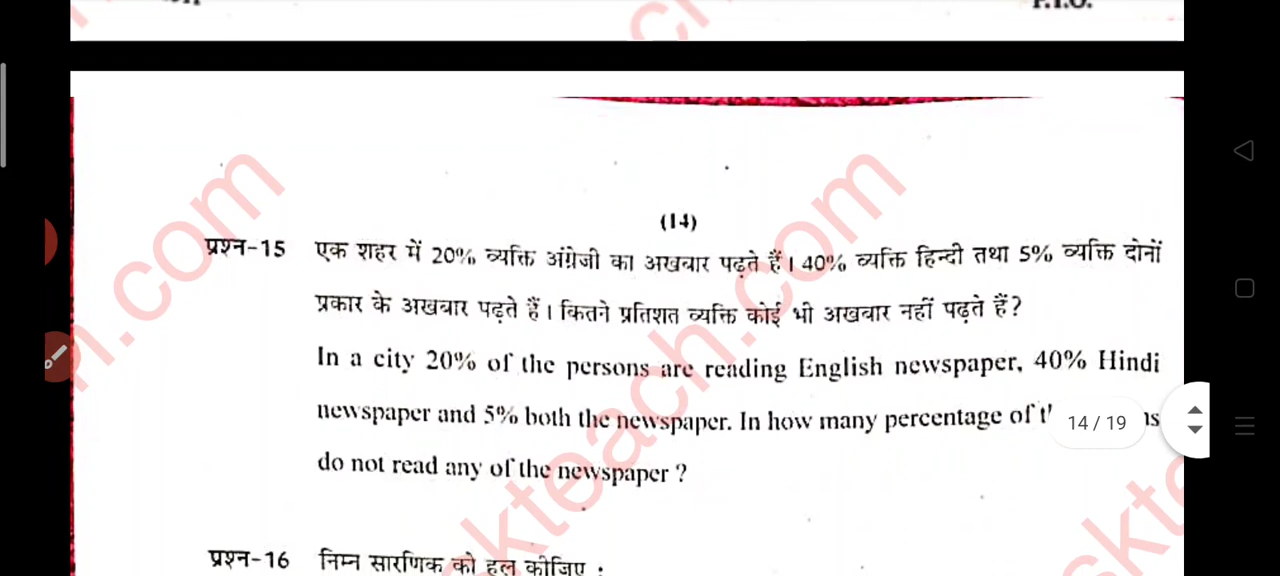 P.T.O.
(14)
प्रश्न-15 एक शहर में 20% व्यक्ति अंग्रेजी का अखबार पढ़ते हैं। 40% व्यक्ति हिन्दी तथा 5% व्यक्ति दोनों
प्रकार के अखबार पढ़ते हैं। कितने प्रतिशत व्यक्ति कोई भी अखबार नहीं पढ़ते हैं?
In a city 20% of the persons are reading English newspaper, 40% Hindi
newspaper and 5% both the newspaper. In how many percentage of
14 / 19
do not read any of the newspaper ?
प्रश्न-16 निम्न सारणिक को हल कीजिए :